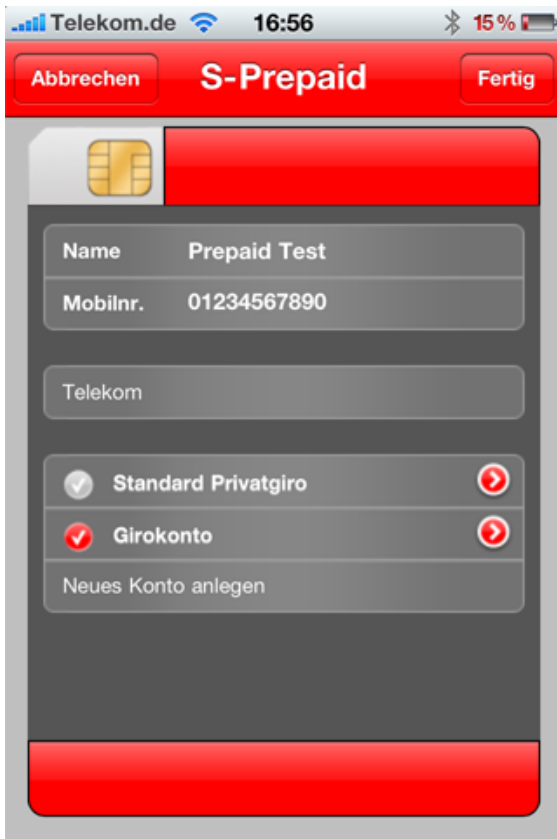 Telekom.de 16:56 15%
Abbrechen S-Prepaid Fertig
Name Prepaid Test
Mobilnr. 01234567890
Telekom
Standard Privatgiro
Girokonto
Neues Konto anlegen